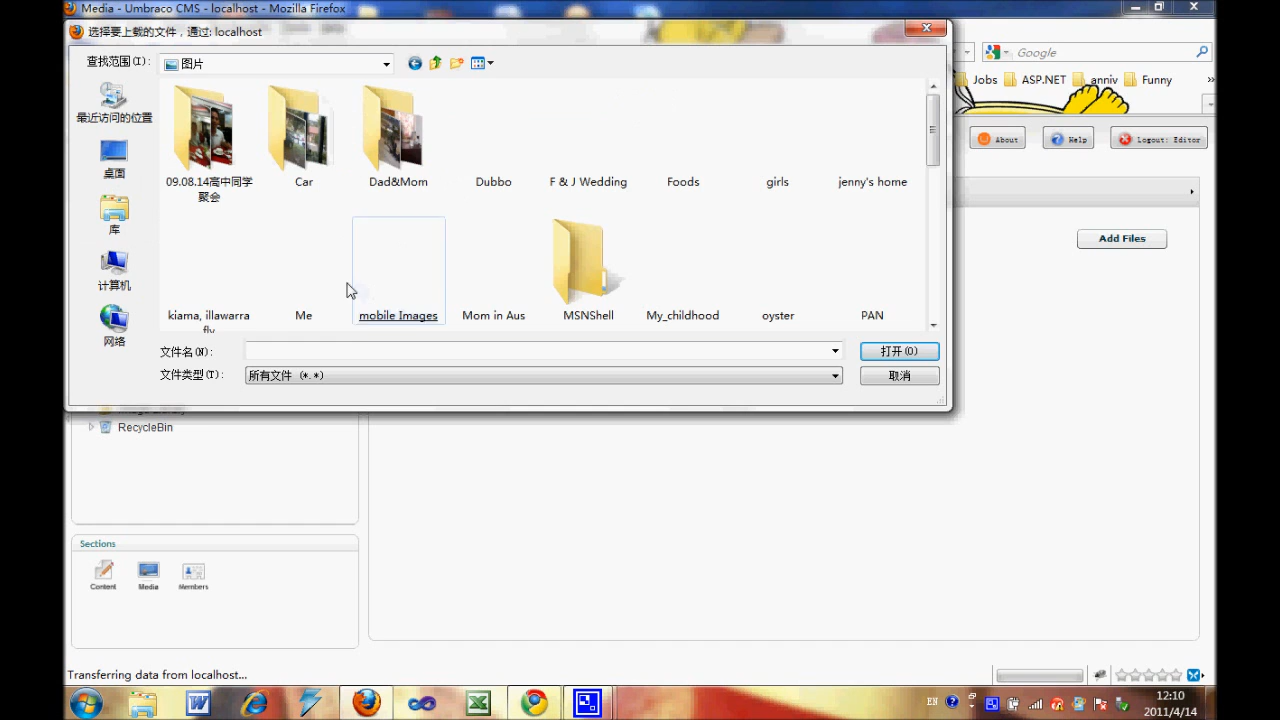 Media - Umbraco CMS - localhost - Mozilla Firefox
选择要上载的文件，通过: localhost
查找范围(I):
图片
Google
最近访问的位置
桌面
库
计算机
网络
09.08.14高中同学聚会
Car
Dad&Mom
Dubbo
F & J Wedding
Foods
girls
jenny's home
kiama, illawarra fly
Me
mobile Images
Mom in Aus
MSNShell
My_childhood
oyster
PAN
文件名(N):
打开(O)
文件类型(T):
所有文件 (*.*)
取消
Jobs
ASP.NET
anniv
Funny
»
About
Help
Logout: Editor
Add Files
RecycleBin
Sections
Content
Media
Members
Transferring data from localhost...
EN
12:10
2011/4/14